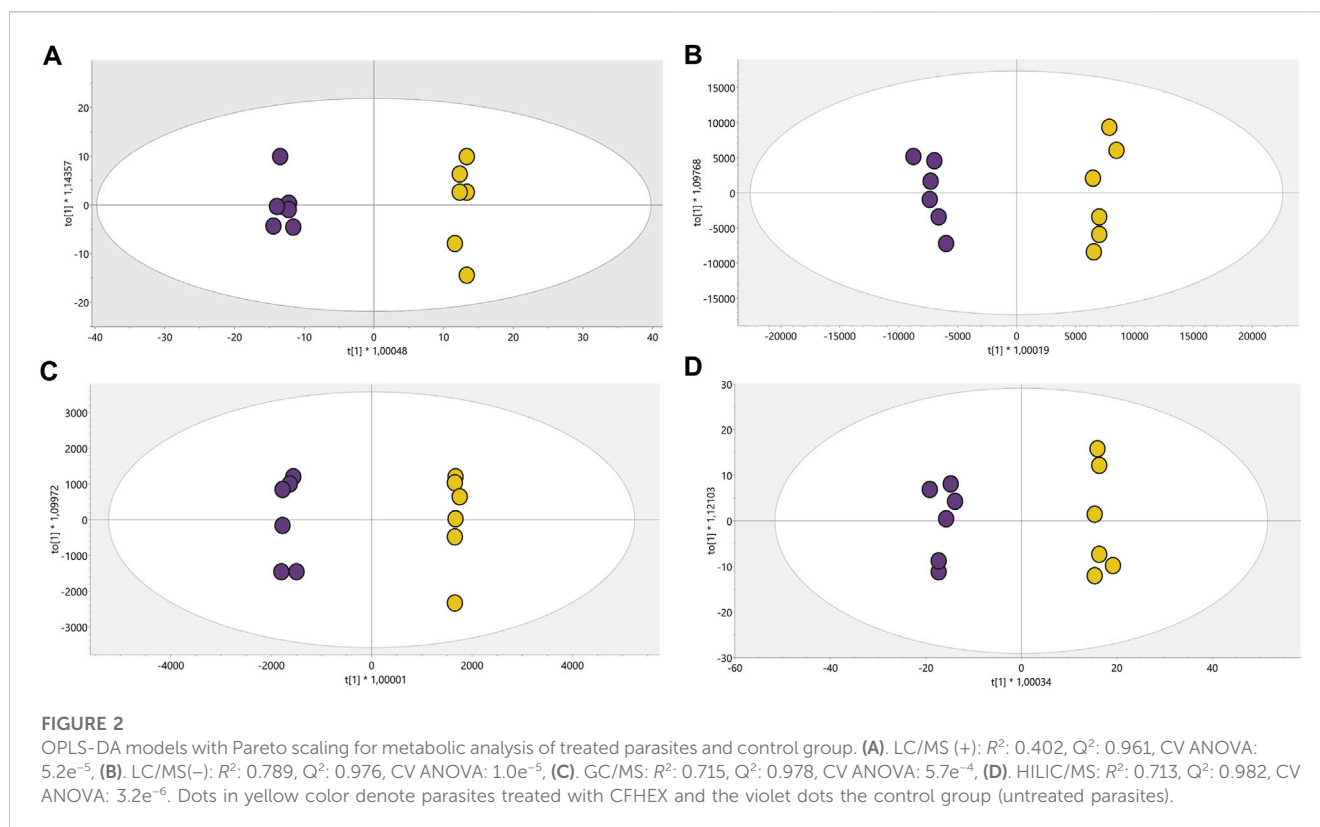 A
20
10
0
-10
-20
to[1] * 1,14357
-40 -30 -20 -10 0 10 20 30 40
t[1] * 1,00048
B
15000
10000
5000
0
-5000
-10000
-15000
to[1] * 1,09768
-20000 -15000 -10000 -5000 0 5000 10000 15000 20000
t[1] * 1,00019
C
3000
2000
1000
0
-1000
-2000
-3000
to[1] * 1,09972
-4000 -2000 0 2000 4000
t[1] * 1,00001
D
30
20
10
0
-10
-20
-30
to[1] * 1,12103
-60 -40 -20 0 20 40
t[1] * 1,00034
FIGURE 2
OPLS-DA models with Pareto scaling for metabolic analysis of treated parasites and control group. (A). LC/MS (+): R²: 0.402, Q²: 0.961, CV ANOVA:
5.2e⁻⁵, (B). LC/MS(–): R²: 0.789, Q²: 0.976, CV ANOVA: 1.0e⁻⁵, (C). GC/MS: R²: 0.715, Q²: 0.978, CV ANOVA: 5.7e⁻⁴, (D). HILIC/MS: R²: 0.713, Q²: 0.982, CV
ANOVA: 3.2e⁻⁶. Dots in yellow color denote parasites treated with CFHEX and the violet dots the control group (untreated parasites).